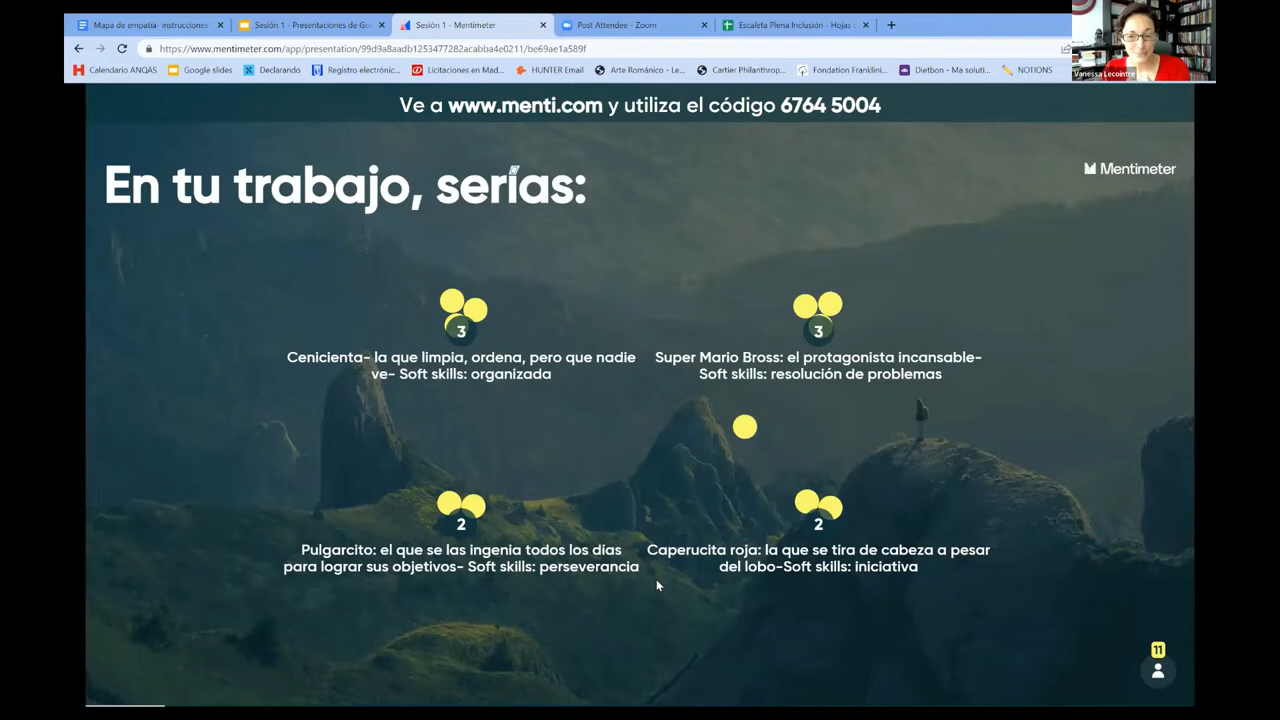 Mapa de empatía- instrucciones
Sesión 1 - Presentaciones de Go
Sesión 1 - Mentimeter
Post Attendee - Zoom
Escaleta Plena Inclusión - Hojas
https://www.mentimeter.com/app/presentation/99d9a8aadb1253477282acabba4e0211/be69ae1a589f
Calendario ANQAS
Google slides
Declarando
Registro electrónic...
Licitaciones en Mad...
HUNTER Email
Arte Románico - Le...
Cartier Philanthrop...
Fondation Franklini...
Dietbon - Ma soluti...
NOTIONS
Vanessa Lecointre
Ve a www.menti.com y utiliza el código 6764 5004
En tu trabajo, serías:
Mentimeter
3
Cenicienta- la que limpia, ordena, pero que nadie
ve- Soft skills: organizada
3
Super Mario Bross: el protagonista incansable-
Soft skills: resolución de problemas
2
Pulgarcito: el que se las ingenia todos los días
para lograr sus objetivos- Soft skills: perseverancia
2
Caperucita roja: la que se tira de cabeza a pesar
del lobo-Soft skills: iniciativa
11